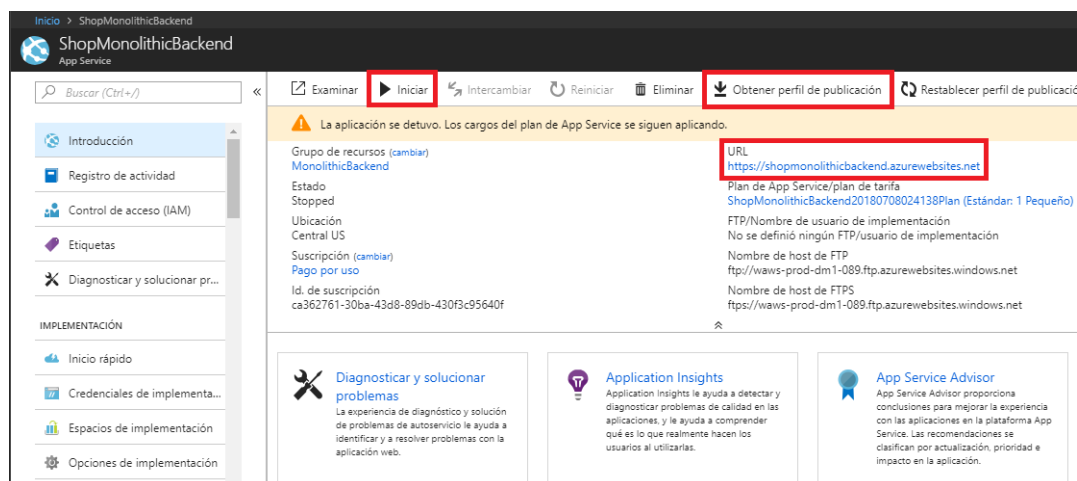 Inicio > ShopMonolithicBackend
ShopMonolithicBackend
App Service
Buscar (Ctrl+/)
«
Introducción
Registro de actividad
Control de acceso (IAM)
Etiquetas
Diagnosticar y solucionar pr...
IMPLEMENTACIÓN
Inicio rápido
Credenciales de implementa...
Espacios de implementación
Opciones de implementación
Examinar Iniciar Intercambiar Reiniciar Eliminar Obtener perfil de publicación Restablecer perfil de publicació
La aplicación se detuvo. Los cargos del plan de App Service se siguen aplicando.
Grupo de recursos (cambiar)
MonolithicBackend
Estado
Stopped
Ubicación
Central US
Suscripción (cambiar)
Pago por uso
Id. de suscripción
ca362761-30ba-43d8-89db-430f3c95640f
URL
https://shopmonolithicbackend.azurewebsites.net
Plan de App Service/plan de tarifa
ShopMonolithicBackend20180708024138Plan (Estándar: 1 Pequeño)
FTP/Nombre de usuario de implementación
No se definió ningún FTP/usuario de implementación
Nombre de host de FTP
ftp://waws-prod-dm1-089.ftp.azurewebsites.windows.net
Nombre de host de FTPS
ftps://waws-prod-dm1-089.ftp.azurewebsites.windows.net
Diagnosticar y solucionar
problemas
La experiencia de diagnóstico y solución
de problemas de autoservicio le ayuda a
identificar y a resolver problemas con la
aplicación web.
Application Insights
Application Insights le ayuda a detectar y
diagnosticar problemas de calidad en las
aplicaciones, y le ayuda a comprender
qué es lo que realmente hacen los
usuarios al utilizarlas.
App Service Advisor
App Service Advisor proporciona
conclusiones para mejorar la experiencia
con las aplicaciones en la plataforma App
Service. Las recomendaciones se
clasifican por actualización, prioridad e
impacto en la aplicación.